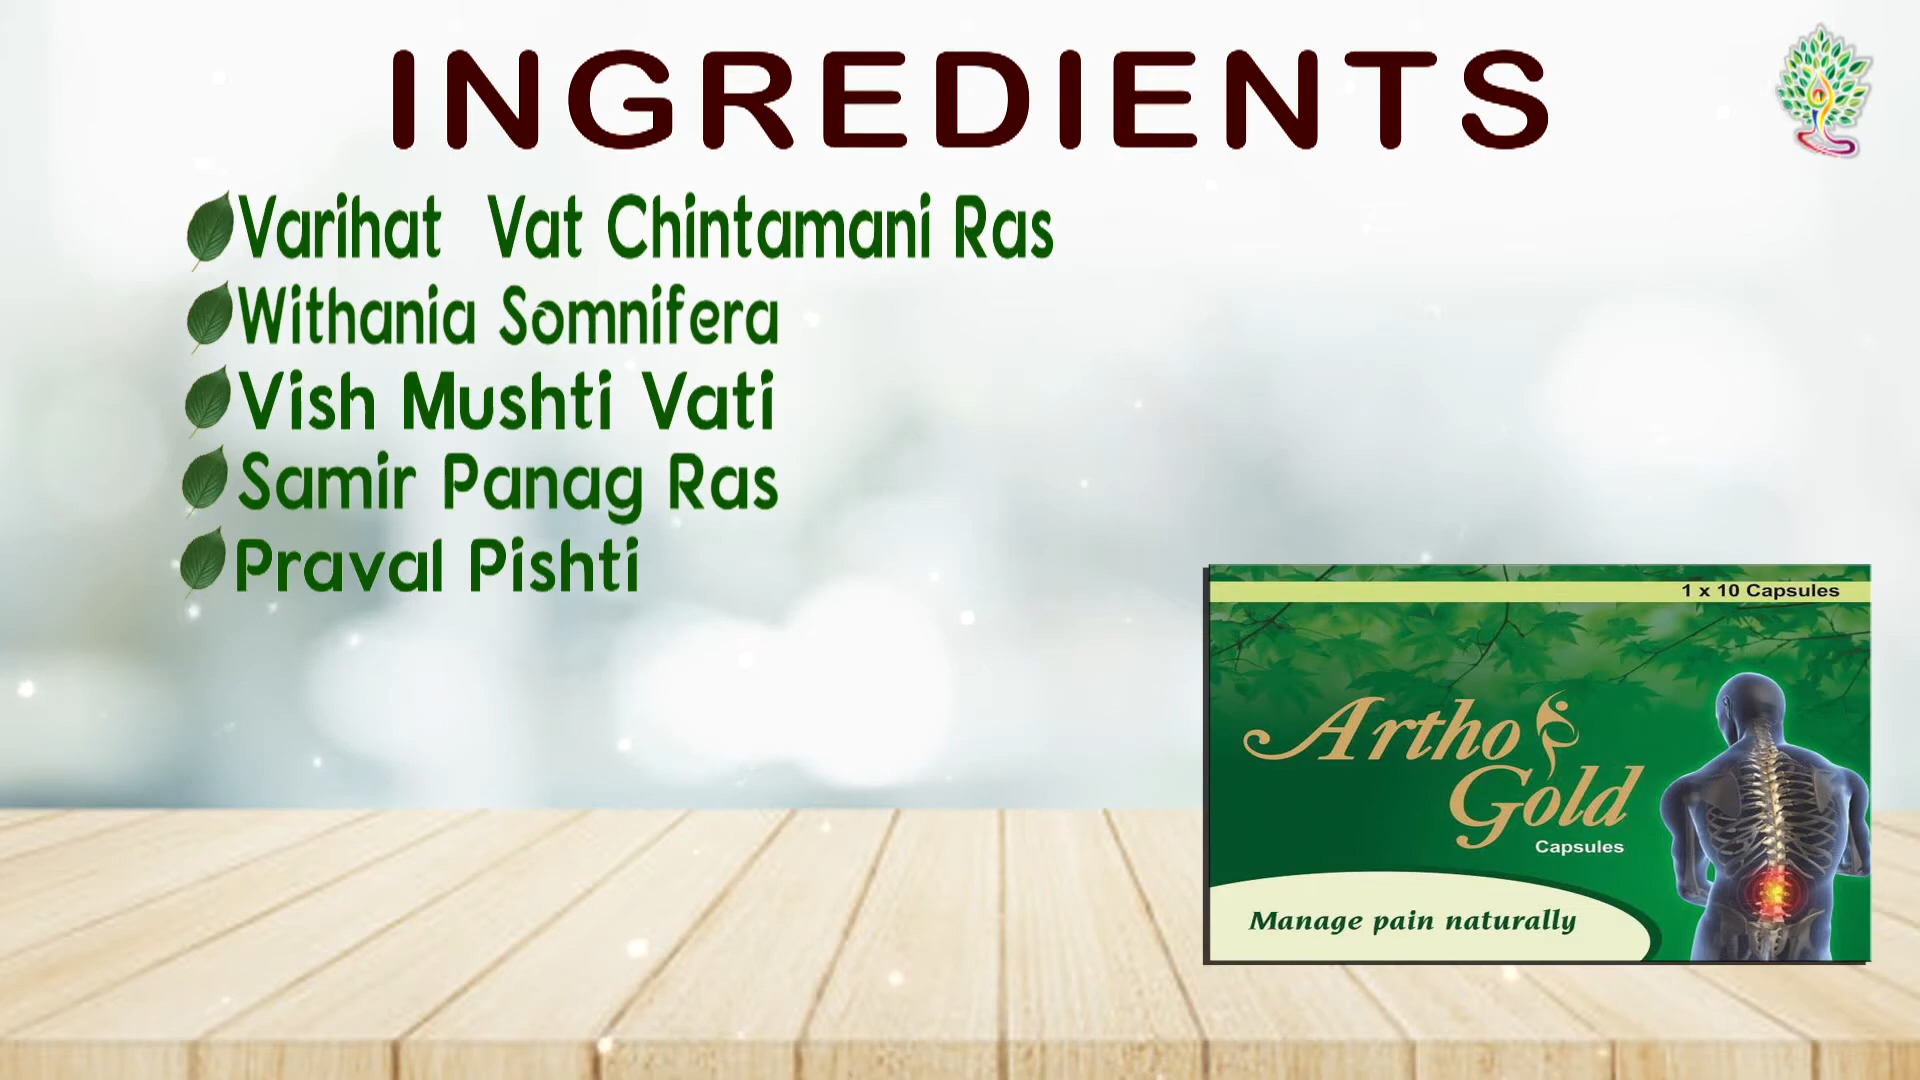 INGREDIENTS
Varihat Vat Chintamani Ras
Withania Somnifera
Vish Mushti Vati
Samir Panag Ras
Praval Pishti
1 x 10 Capsules
Artho
Gold
Capsules
Manage pain naturally